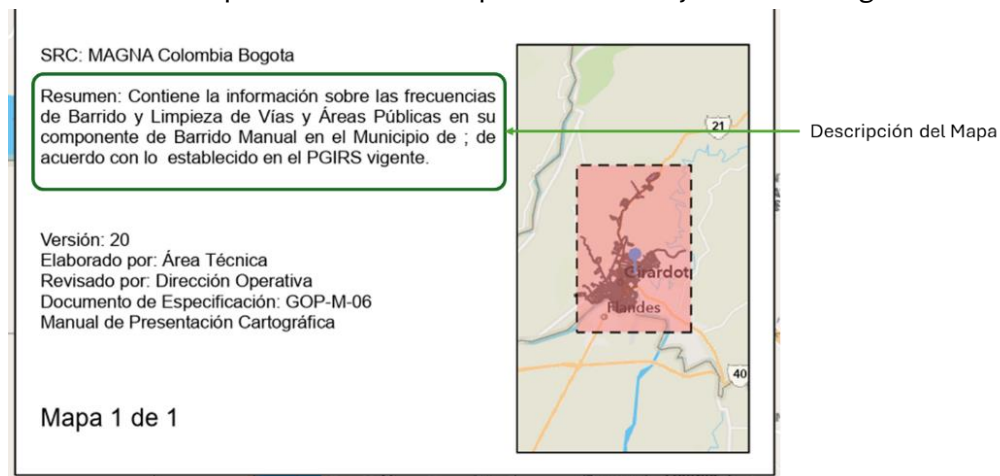 SRC: MAGNA Colombia Bogota
Resumen: Contiene la información sobre las frecuencias
de Barrido y Limpieza de Vías y Áreas Públicas en su
componente de Barrido Manual en el Municipio de ; de
acuerdo con lo establecido en el PGIRS vigente.
Descripción del Mapa
Versión: 20
Elaborado por: Área Técnica
Revisado por: Dirección Operativa
Documento de Especificación: GOP-M-06
Manual de Presentación Cartográfica
Mapa 1 de 1
21
Girardot
Flandes
40